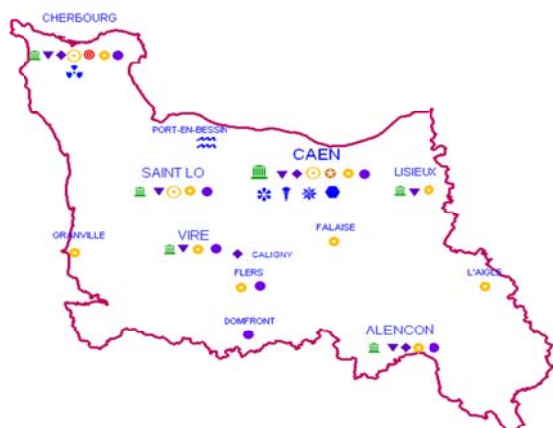 CHERBOURG
PORT-EN-BESSIN
CAEN
SAINT LO
LISIEUX
GRANVILLE
VIRE
FALAISE
CALIGNY
FLERS
L'AIGLE
DOMFRONT
ALENCON